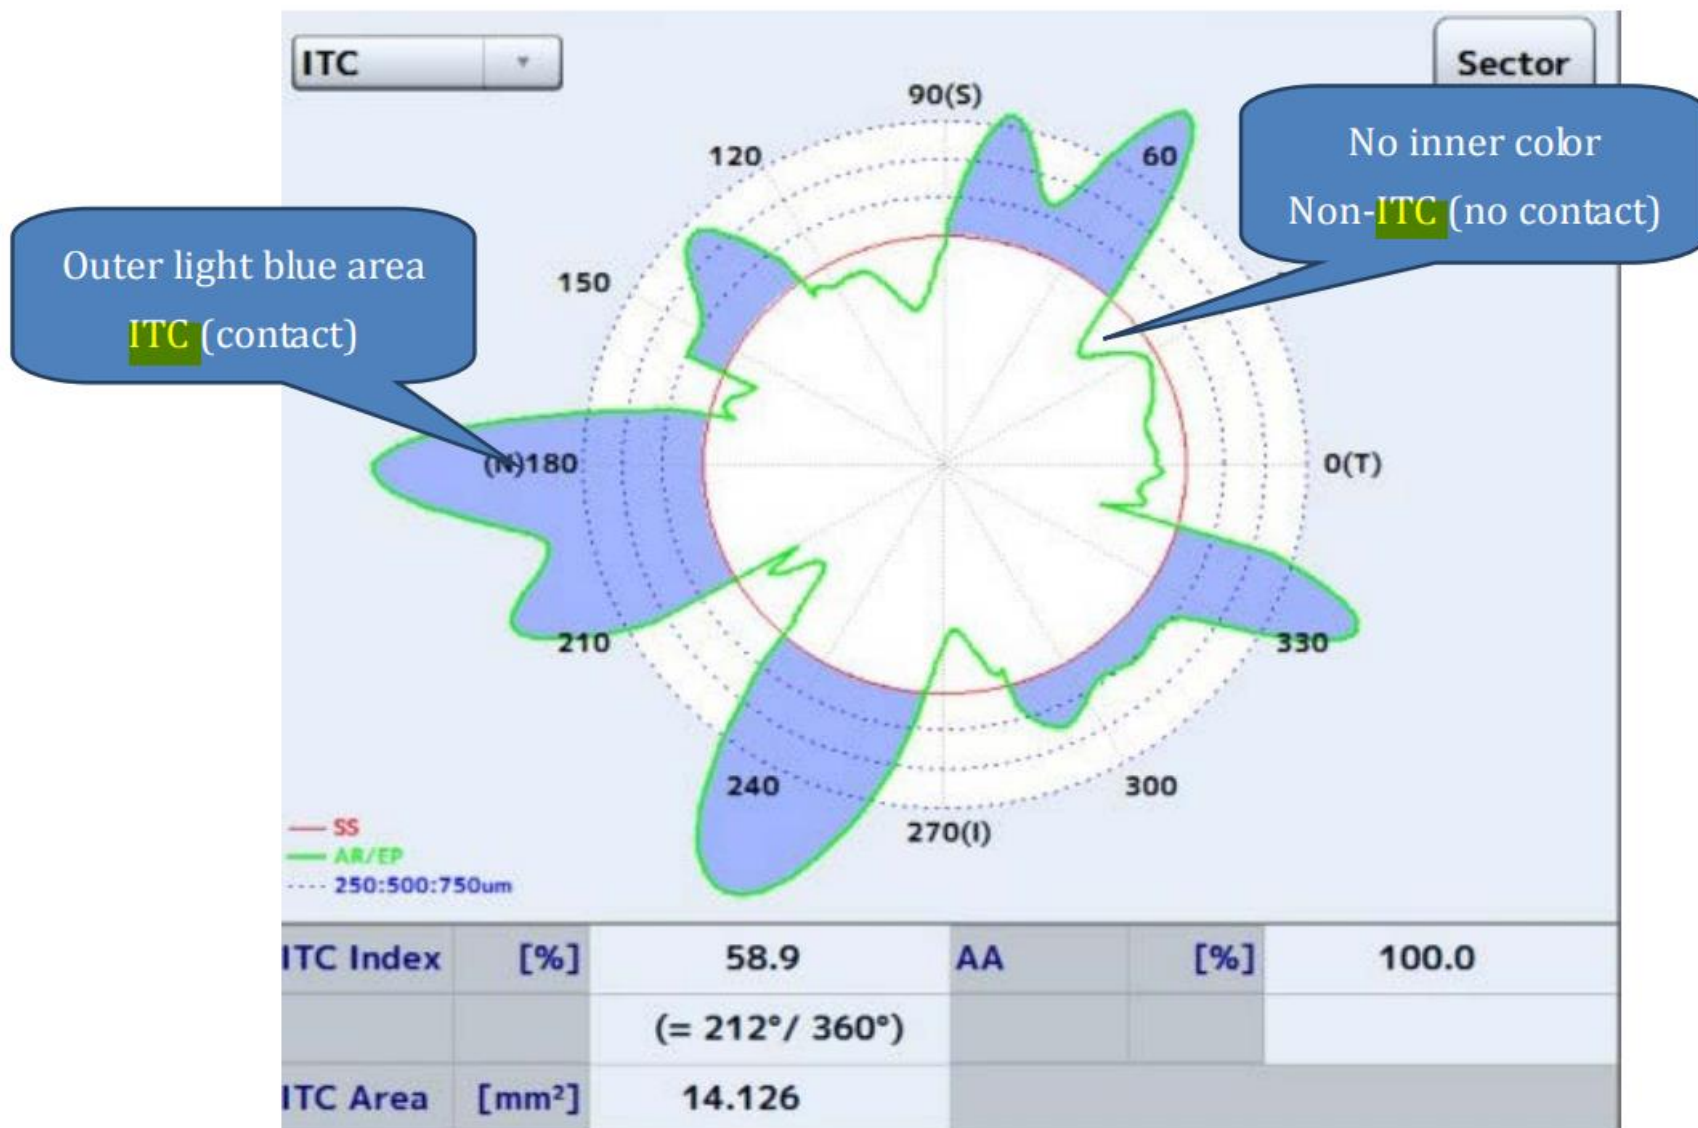 ITC
Sector
90(S)
No inner color
Non-ITC (no contact)
60
120
Outer light blue area
ITC (contact)
150
(N)180
0(T)
210
330
240
300
270(I)
SS
AR/EP
250:500:750um
ITC Index [%] 58.9 AA [%] 100.0
(= 212°/ 360°)
ITC Area [mm²] 14.126